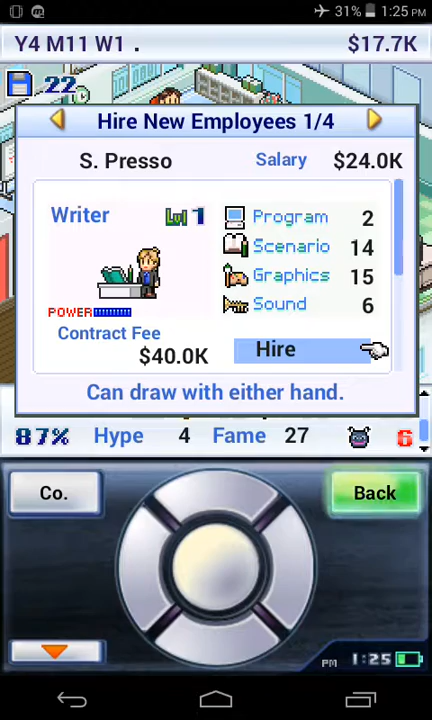 31% 1:25 PM
Y4 M11 W1 . $17.7K
22
Hire New Employees 1/4
S. Presso Salary $24.0K
Writer Lvl 1
Program 2
Scenario 14
Graphics 15
Sound 6
POWER
Contract Fee
$40.0K
Hire
Can draw with either hand.
87% Hype 4 Fame 27 6
Co. Back
PM 1:25